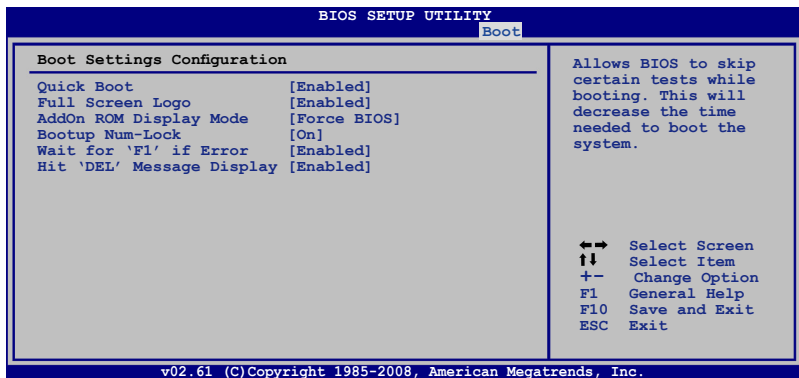 BIOS SETUP UTILITY
Boot
Boot Settings Configuration
Quick Boot [Enabled]
Full Screen Logo [Enabled]
AddOn ROM Display Mode [Force BIOS]
Bootup Num-Lock [On]
Wait for ‘F1’ if Error [Enabled]
Hit ‘DEL’ Message Display [Enabled]
Allows BIOS to skip
certain tests while
booting. This will
decrease the time
needed to boot the
system.
←→ Select Screen
↑↓ Select Item
+- Change Option
F1 General Help
F10 Save and Exit
ESC Exit
v02.61 (C)Copyright 1985-2008, American Megatrends, Inc.